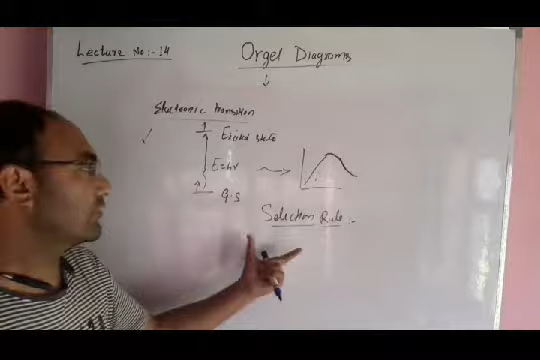 Lecture No:- 14
Orgel Diagrams
Electronic transition
Excited state
E=hν
G.S
Selection Rule :-